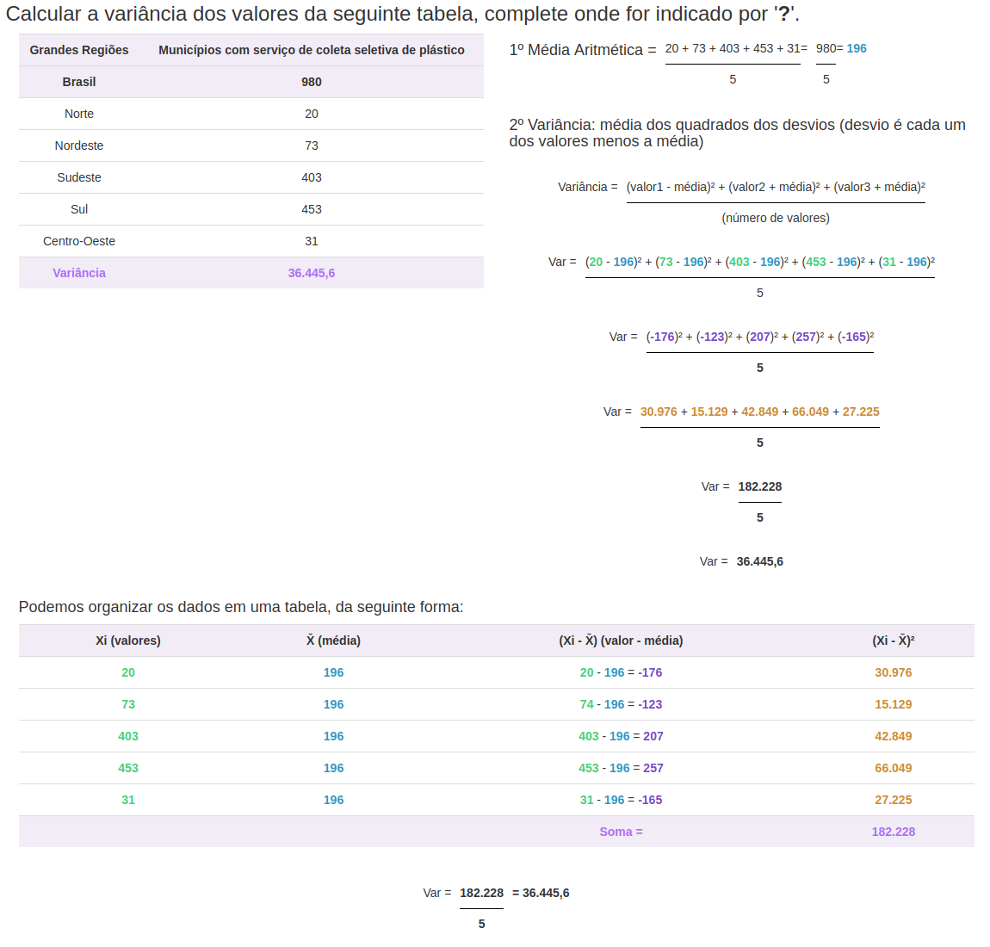 Calcular a variância dos valores da seguinte tabela, complete onde for indicado por '?'.
Grandes Regiões Municípios com serviço de coleta seletiva de plástico
Brasil 980
Norte 20
Nordeste 73
Sudeste 403
Sul 453
Centro-Oeste 31
Variância 36.445,6
1º Média Aritmética = 20 + 73 + 403 + 453 + 31= 980= 196
5 5
2º Variância: média dos quadrados dos desvios (desvio é cada um
dos valores menos a média)
Variância = (valor1 - média)² + (valor2 + média)² + (valor3 + média)²
(número de valores)
Var = (20 - 196)² + (73 - 196)² + (403 - 196)² + (453 - 196)² + (31 - 196)²
5
Var = (-176)² + (-123)² + (207)² + (257)² + (-165)²
5
Var = 30.976 + 15.129 + 42.849 + 66.049 + 27.225
5
Var = 182.228
5
Var = 36.445,6
Podemos organizar os dados em uma tabela, da seguinte forma:
Xi (valores) X̄ (média) (Xi - X̄) (valor - média) (Xi - X̄)²
20 196 20 - 196 = -176 30.976
73 196 74 - 196 = -123 15.129
403 196 403 - 196 = 207 42.849
453 196 453 - 196 = 257 66.049
31 196 31 - 196 = -165 27.225
Soma = 182.228
Var = 182.228 = 36.445,6
5